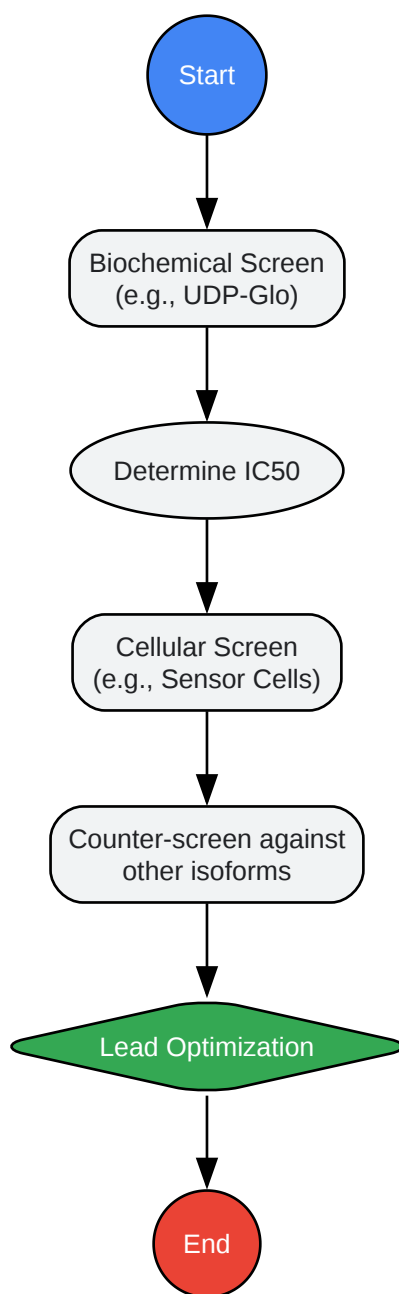 Start
Biochemical Screen
(e.g., UDP-Glo)
Determine IC50
Cellular Screen
(e.g., Sensor Cells)
Counter-screen against
other isoforms
Lead Optimization
End